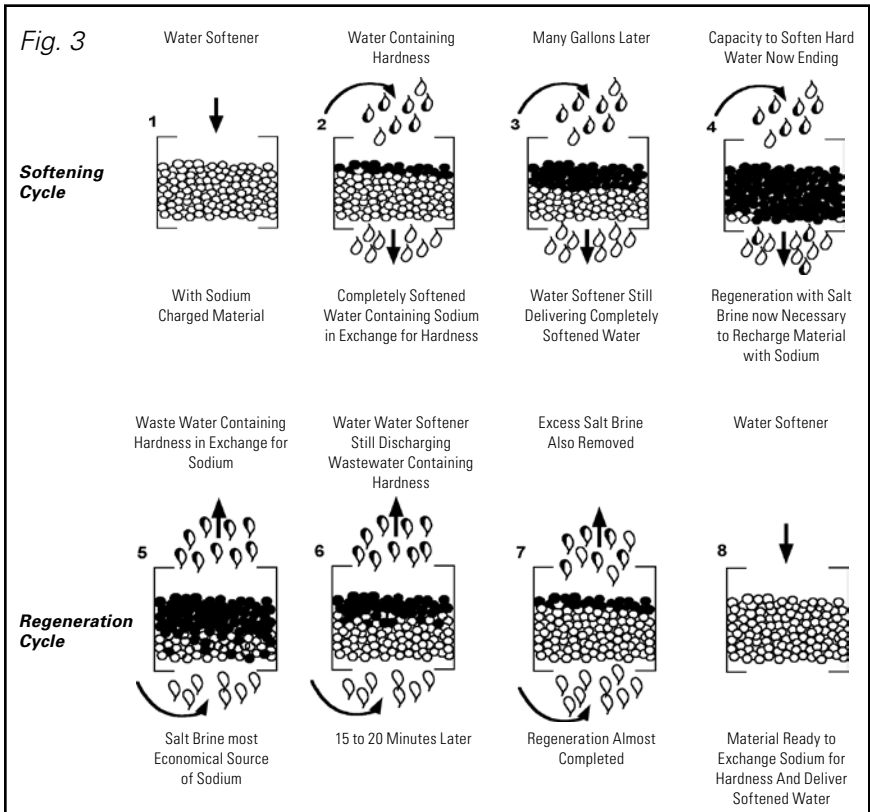 Fig. 3
Water Softener
Water Containing
Hardness
Many Gallons Later
Capacity to Soften Hard
Water Now Ending
1
2
3
4
Softening
Cycle
With Sodium
Charged Material
Completely Softened
Water Containing Sodium
in Exchange for Hardness
Water Softener Still
Delivering Completely
Softened Water
Regeneration with Salt
Brine now Necessary
to Recharge Material
with Sodium
Waste Water Containing
Hardness in Exchange for
Sodium
Water Water Softener
Still Discharging
Wastewater Containing
Hardness
Excess Salt Brine
Also Removed
Water Softener
5
6
7
8
Regeneration
Cycle
Salt Brine most
Economical Source
of Sodium
15 to 20 Minutes Later
Regeneration Almost
Completed
Material Ready to
Exchange Sodium for
Hardness And Deliver
Softened Water